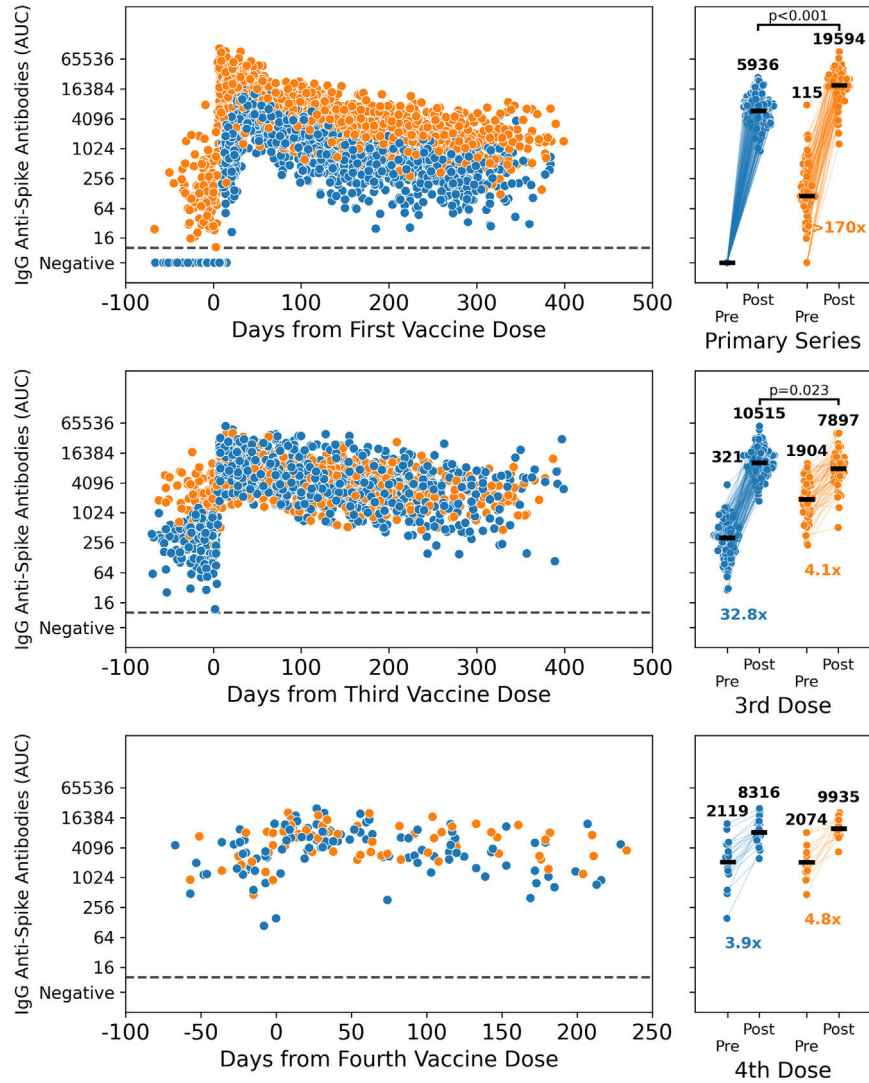 IgG Anti-Spike Antibodies (AUC)
65536
16384
4096
1024
256
64
16
Negative
-100 0 100 200 300 400 500
Days from First Vaccine Dose
p<0.001
19594
5936
115
>170x
Post Post
Pre Pre
Primary Series
IgG Anti-Spike Antibodies (AUC)
65536
16384
4096
1024
256
64
16
Negative
-100 0 100 200 300 400 500
Days from Third Vaccine Dose
p=0.023
10515 7897
321 1904
4.1x
32.8x
Post Post
Pre Pre
3rd Dose
IgG Anti-Spike Antibodies (AUC)
65536
16384
4096
1024
256
64
16
Negative
-100 -50 0 50 100 150 200 250
Days from Fourth Vaccine Dose
8316 9935
2119 2074
4.8x
3.9x
Post Post
Pre Pre
4th Dose